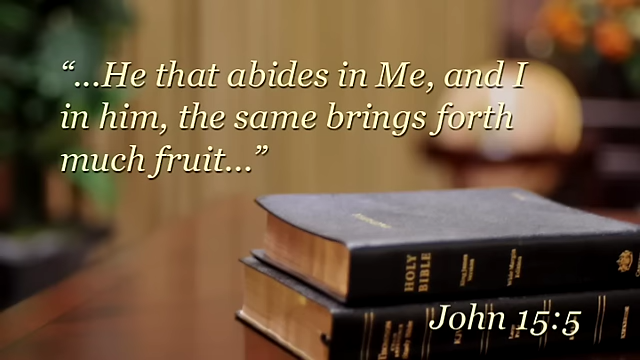 “...He that abides in Me, and I
in him, the same brings forth
much fruit...”
HOLY
BIBLE
John 15:5